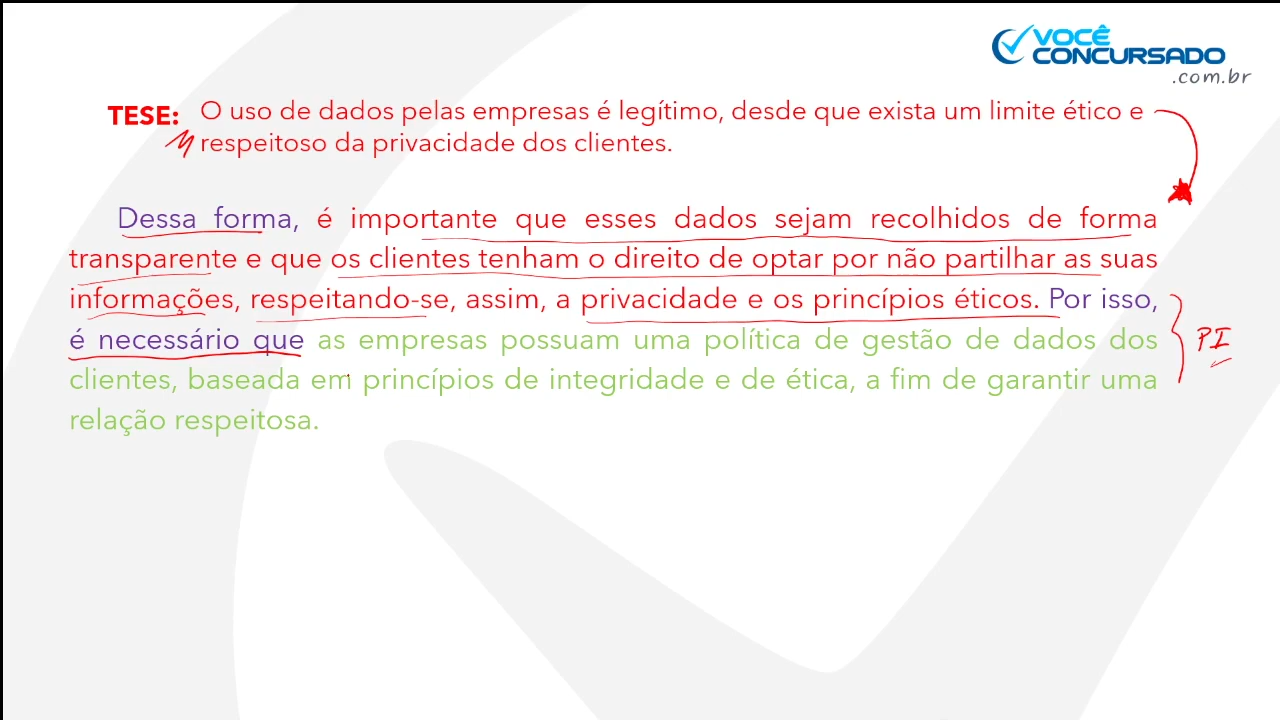 VOCÊ
CONCURSADO
.com.br
TESE: O uso de dados pelas empresas é legítimo, desde que exista um limite ético e
respeitoso da privacidade dos clientes.
Dessa forma, é importante que esses dados sejam recolhidos de forma
transparente e que os clientes tenham o direito de optar por não partilhar as suas
informações, respeitando-se, assim, a privacidade e os princípios éticos. Por isso,
é necessário que as empresas possuam uma política de gestão de dados dos
clientes, baseada em princípios de integridade e de ética, a fim de garantir uma
relação respeitosa.
PI